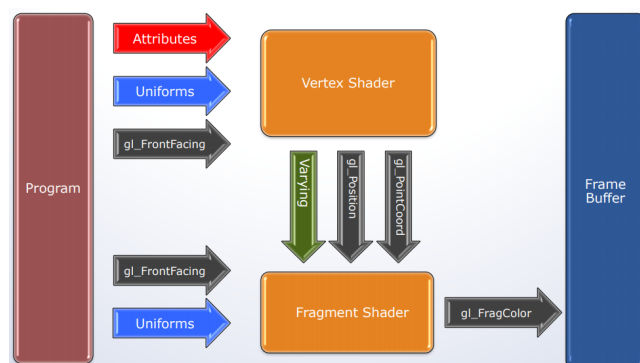 Program
Attributes
Uniforms
gl_FrontFacing
Vertex Shader
Varying
gl_Position
gl_PointCoord
gl_FrontFacing
Uniforms
Fragment Shader
gl_FragColor
Frame
Buffer